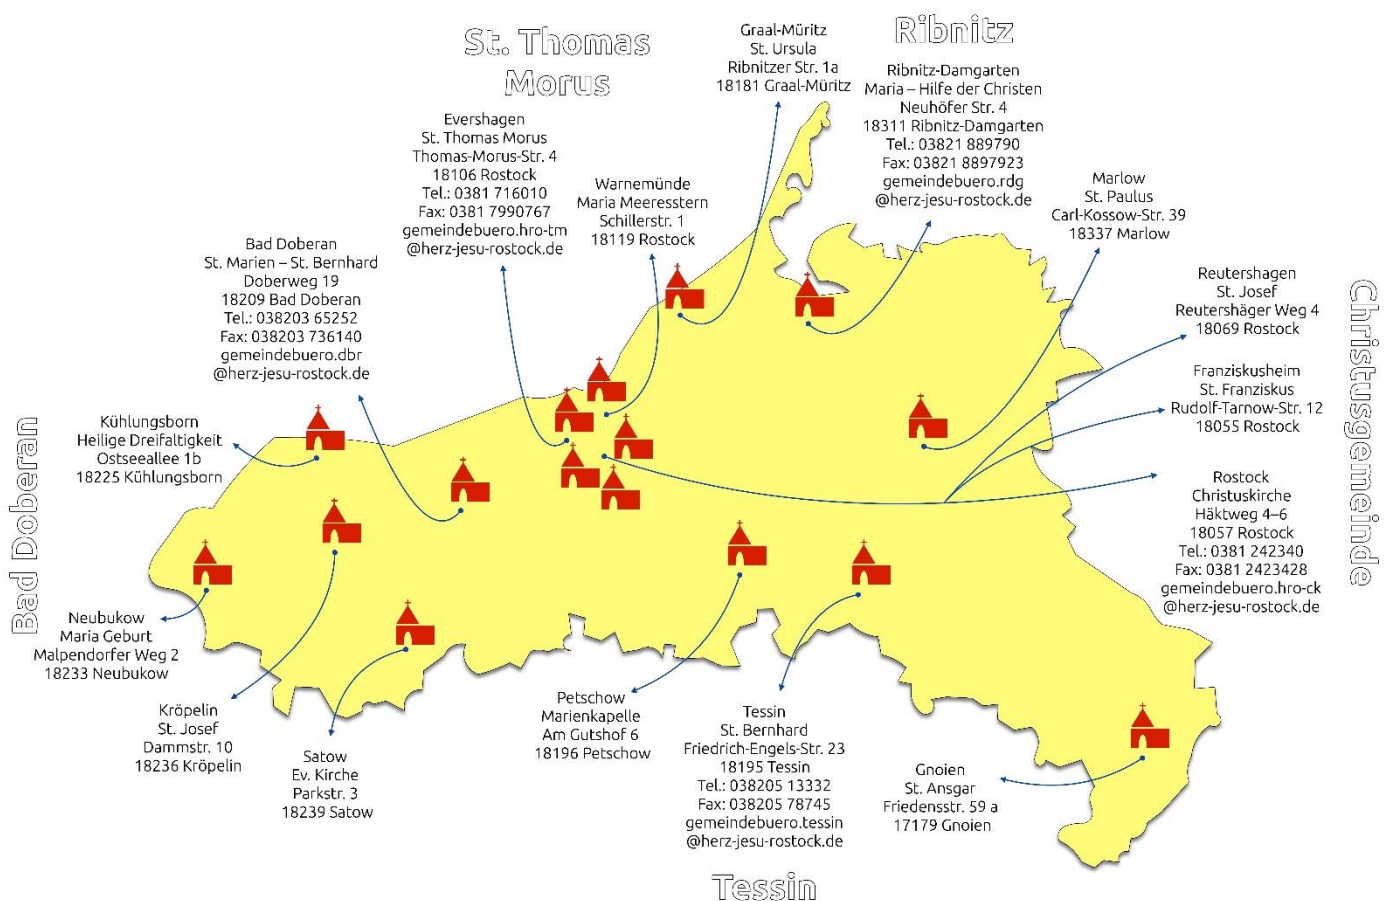 St. Thomas
Morus
Ribnitz
Graal-Müritz
St. Ursula
Ribnitzer Str. 1a
18181 Graal-Müritz
Ribnitz-Damgarten
Maria – Hilfe der Christen
Neuhöfer Str. 4
18311 Ribnitz-Damgarten
Tel.: 03821 889790
Fax: 03821 8897923
gemeindebuero.rdg
@herz-jesu-rostock.de
Evershagen
St. Thomas Morus
Thomas-Morus-Str. 4
18106 Rostock
Tel.: 0381 716010
Fax: 0381 7990767
gemeindebuero.hro-tm
@herz-jesu-rostock.de
Warnemünde
Maria Meeresstern
Schillerstr. 1
18119 Rostock
Marlow
St. Paulus
Carl-Kossow-Str. 39
18337 Marlow
Bad Doberan
St. Marien – St. Bernhard
Doberweg 19
18209 Bad Doberan
Tel.: 038203 65252
Fax: 038203 736140
gemeindebuero.dbr
@herz-jesu-rostock.de
Reutershagen
St. Josef
Reutershäger Weg 4
18069 Rostock
Christusgemeinde
Franziskusheim
St. Franziskus
Rudolf-Tarnow-Str. 12
18055 Rostock
Kühlungsborn
Heilige Dreifaltigkeit
Ostseeallee 1b
18225 Kühlungsborn
Bad Doberan
Rostock
Christuskirche
Häktweg 4–6
18057 Rostock
Tel.: 0381 242340
Fax: 0381 2423428
gemeindebuero.hro-ck
@herz-jesu-rostock.de
Neubukow
Maria Geburt
Malpendorfer Weg 2
18233 Neubukow
Kröpelin
St. Josef
Dammstr. 10
18236 Kröpelin
Satow
Ev. Kirche
Parkstr. 3
18239 Satow
Petschow
Marienkapelle
Am Gutshof 6
18196 Petschow
Tessin
St. Bernhard
Friedrich-Engels-Str. 23
18195 Tessin
Tel.: 038205 13332
Fax: 038205 78745
gemeindebuero.tessin
@herz-jesu-rostock.de
Gnoien
St. Ansgar
Friedensstr. 59 a
17179 Gnoien
Tessin